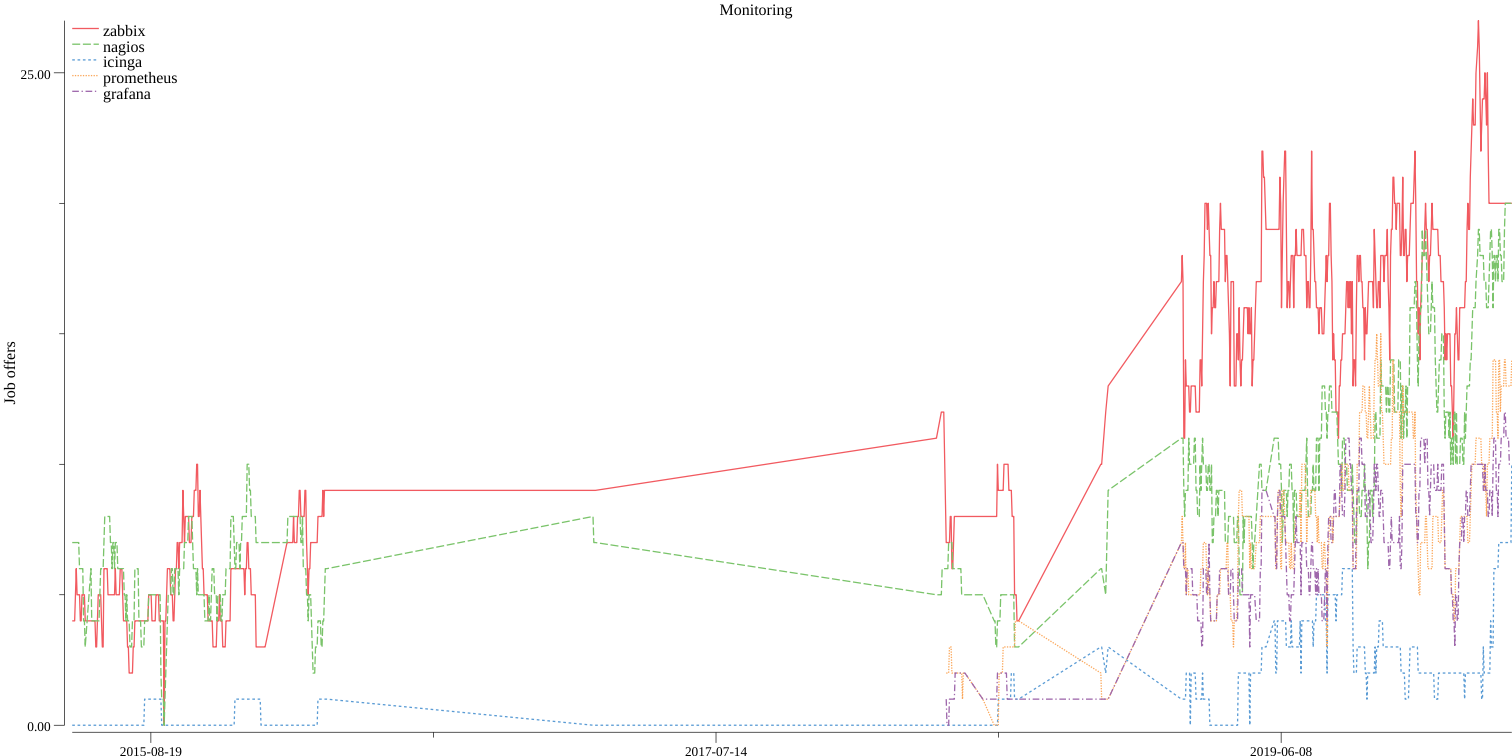 Monitoring
zabbix
nagios
icinga
prometheus
grafana
25.00
Job offers
0.00
2015-08-19
2017-07-14
2019-06-08